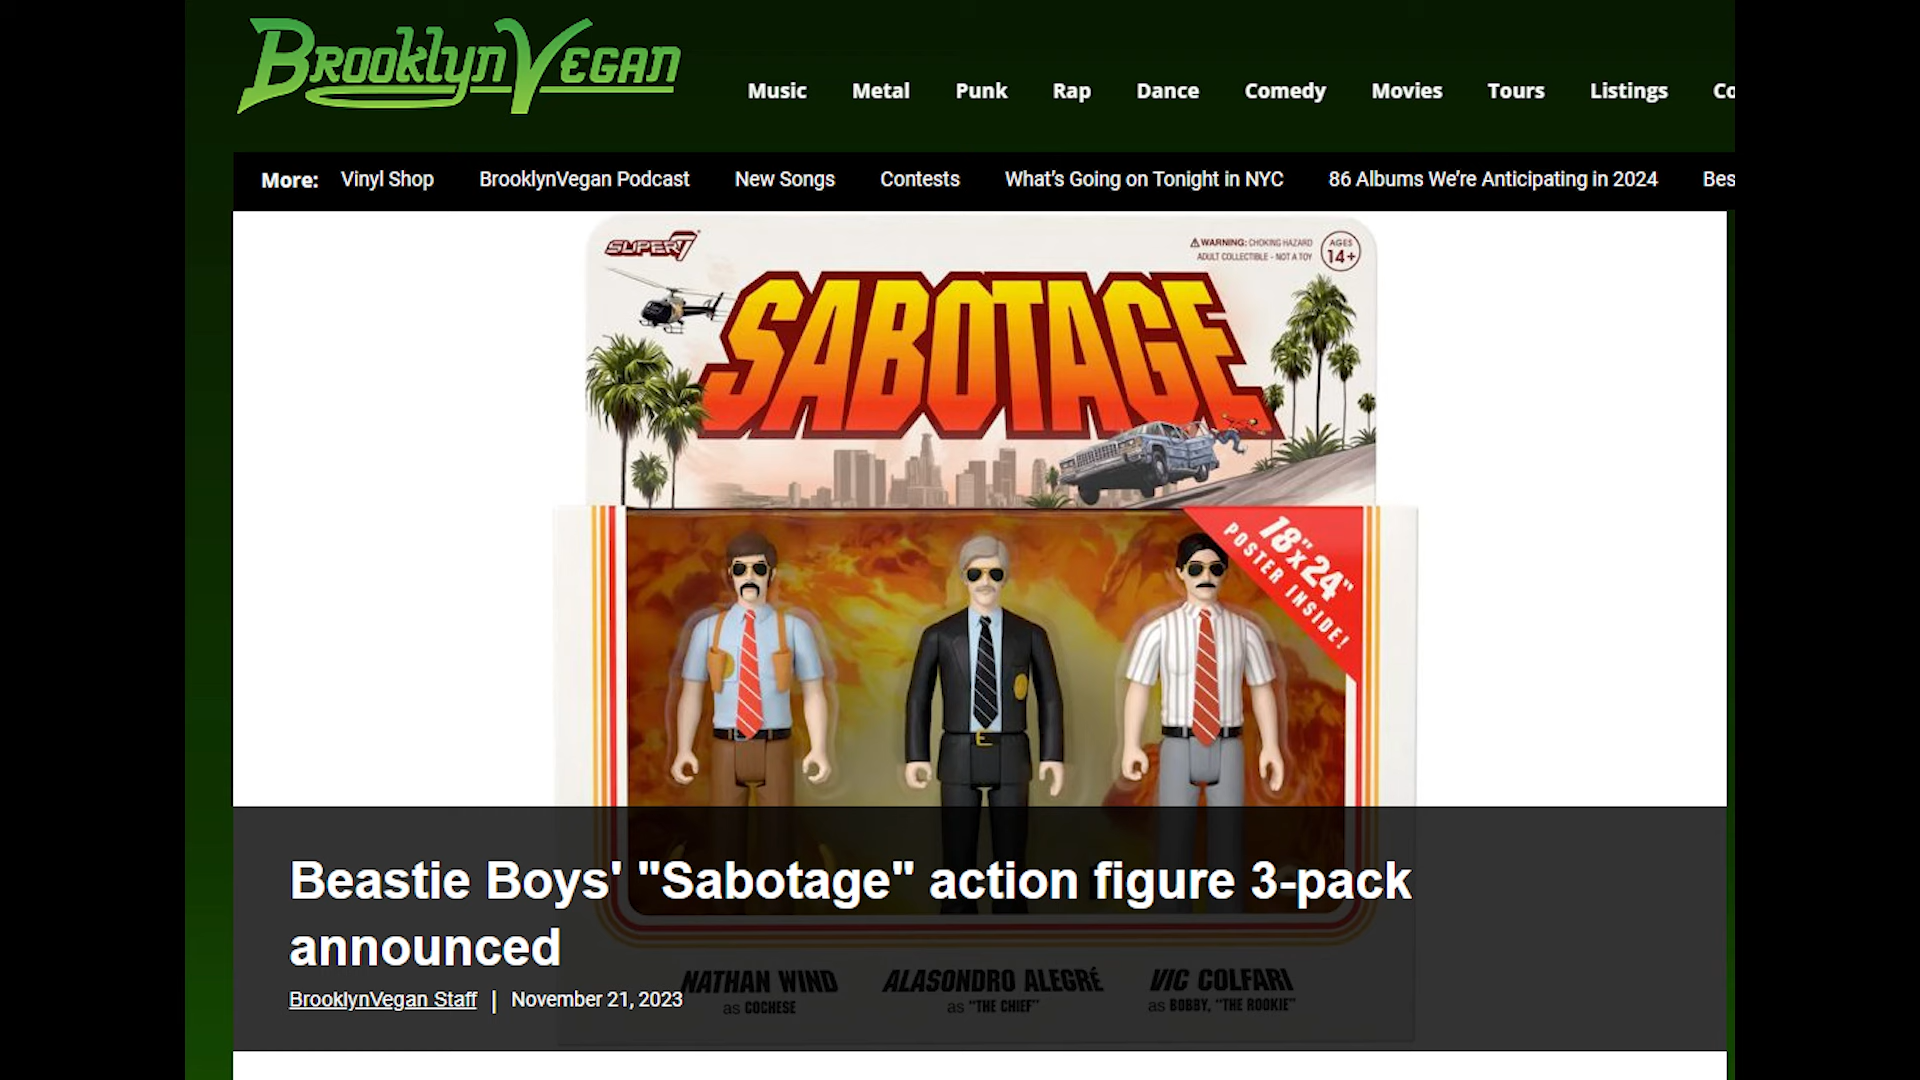 BrooklynVegan
Music Metal Punk Rap Dance Comedy Movies Tours Listings Co
More: Vinyl Shop BrooklynVegan Podcast New Songs Contests What's Going on Tonight in NYC 86 Albums We're Anticipating in 2024 Bes
SUPER7
WARNING: CHOKING HAZARD
ADULT COLLECTIBLE - NOT A TOY
AGES
14+
SABOTAGE
18"x24"
POSTER INSIDE!
Beastie Boys' "Sabotage" action figure 3-pack
announced
NATHAN WIND ALASONDRO ALEGRÉ VIC COLFARI
as COCHESE as "THE CHIEF" as BOBBY, "THE ROOKIE"
BrooklynVegan Staff | November 21, 2023